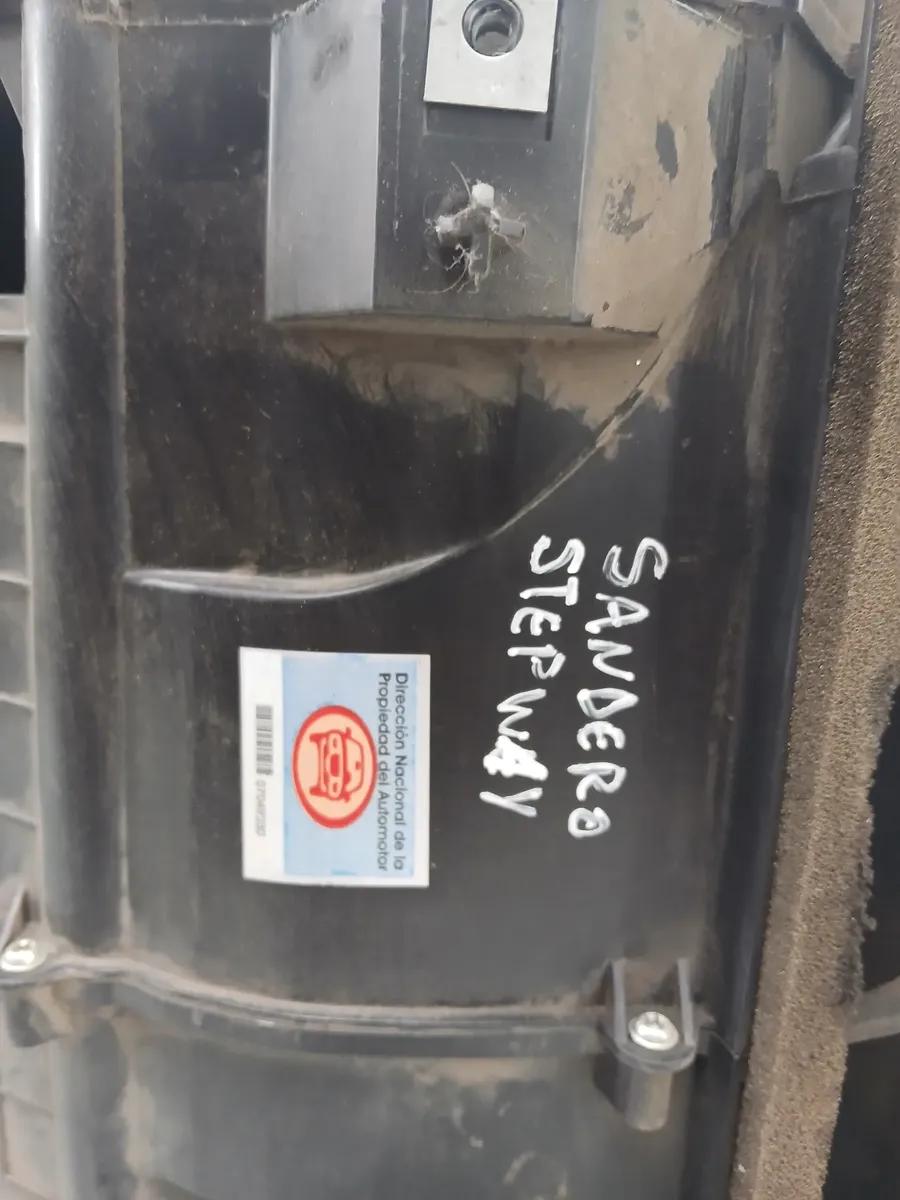 SANDERO
STEPWAY
Dirección Nacional de la
Propiedad del Automotor